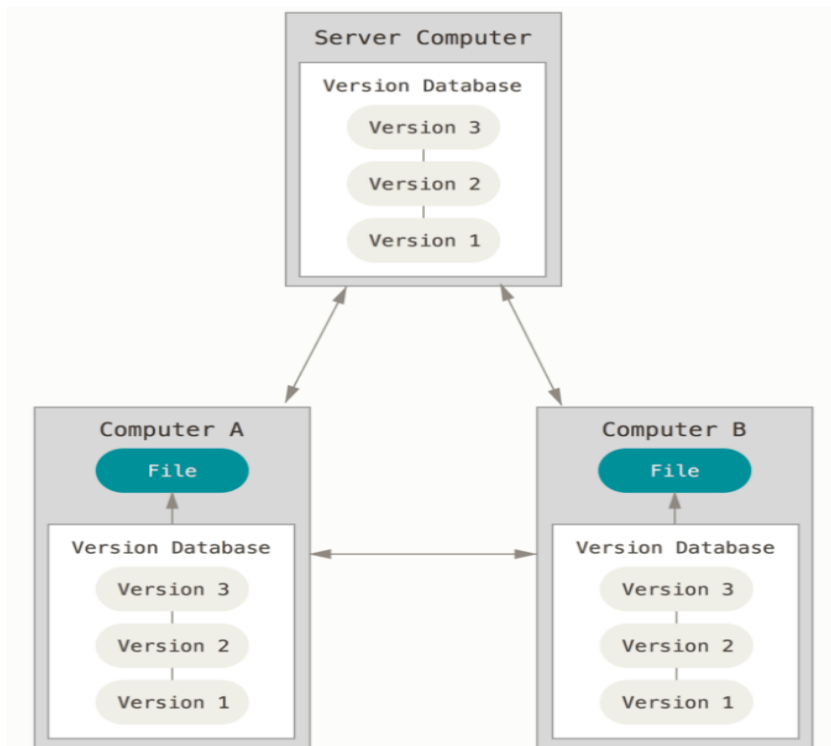 Server Computer
Version Database
Version 3
Version 2
Version 1
Computer A
File
Version Database
Version 3
Version 2
Version 1
Computer B
File
Version Database
Version 3
Version 2
Version 1